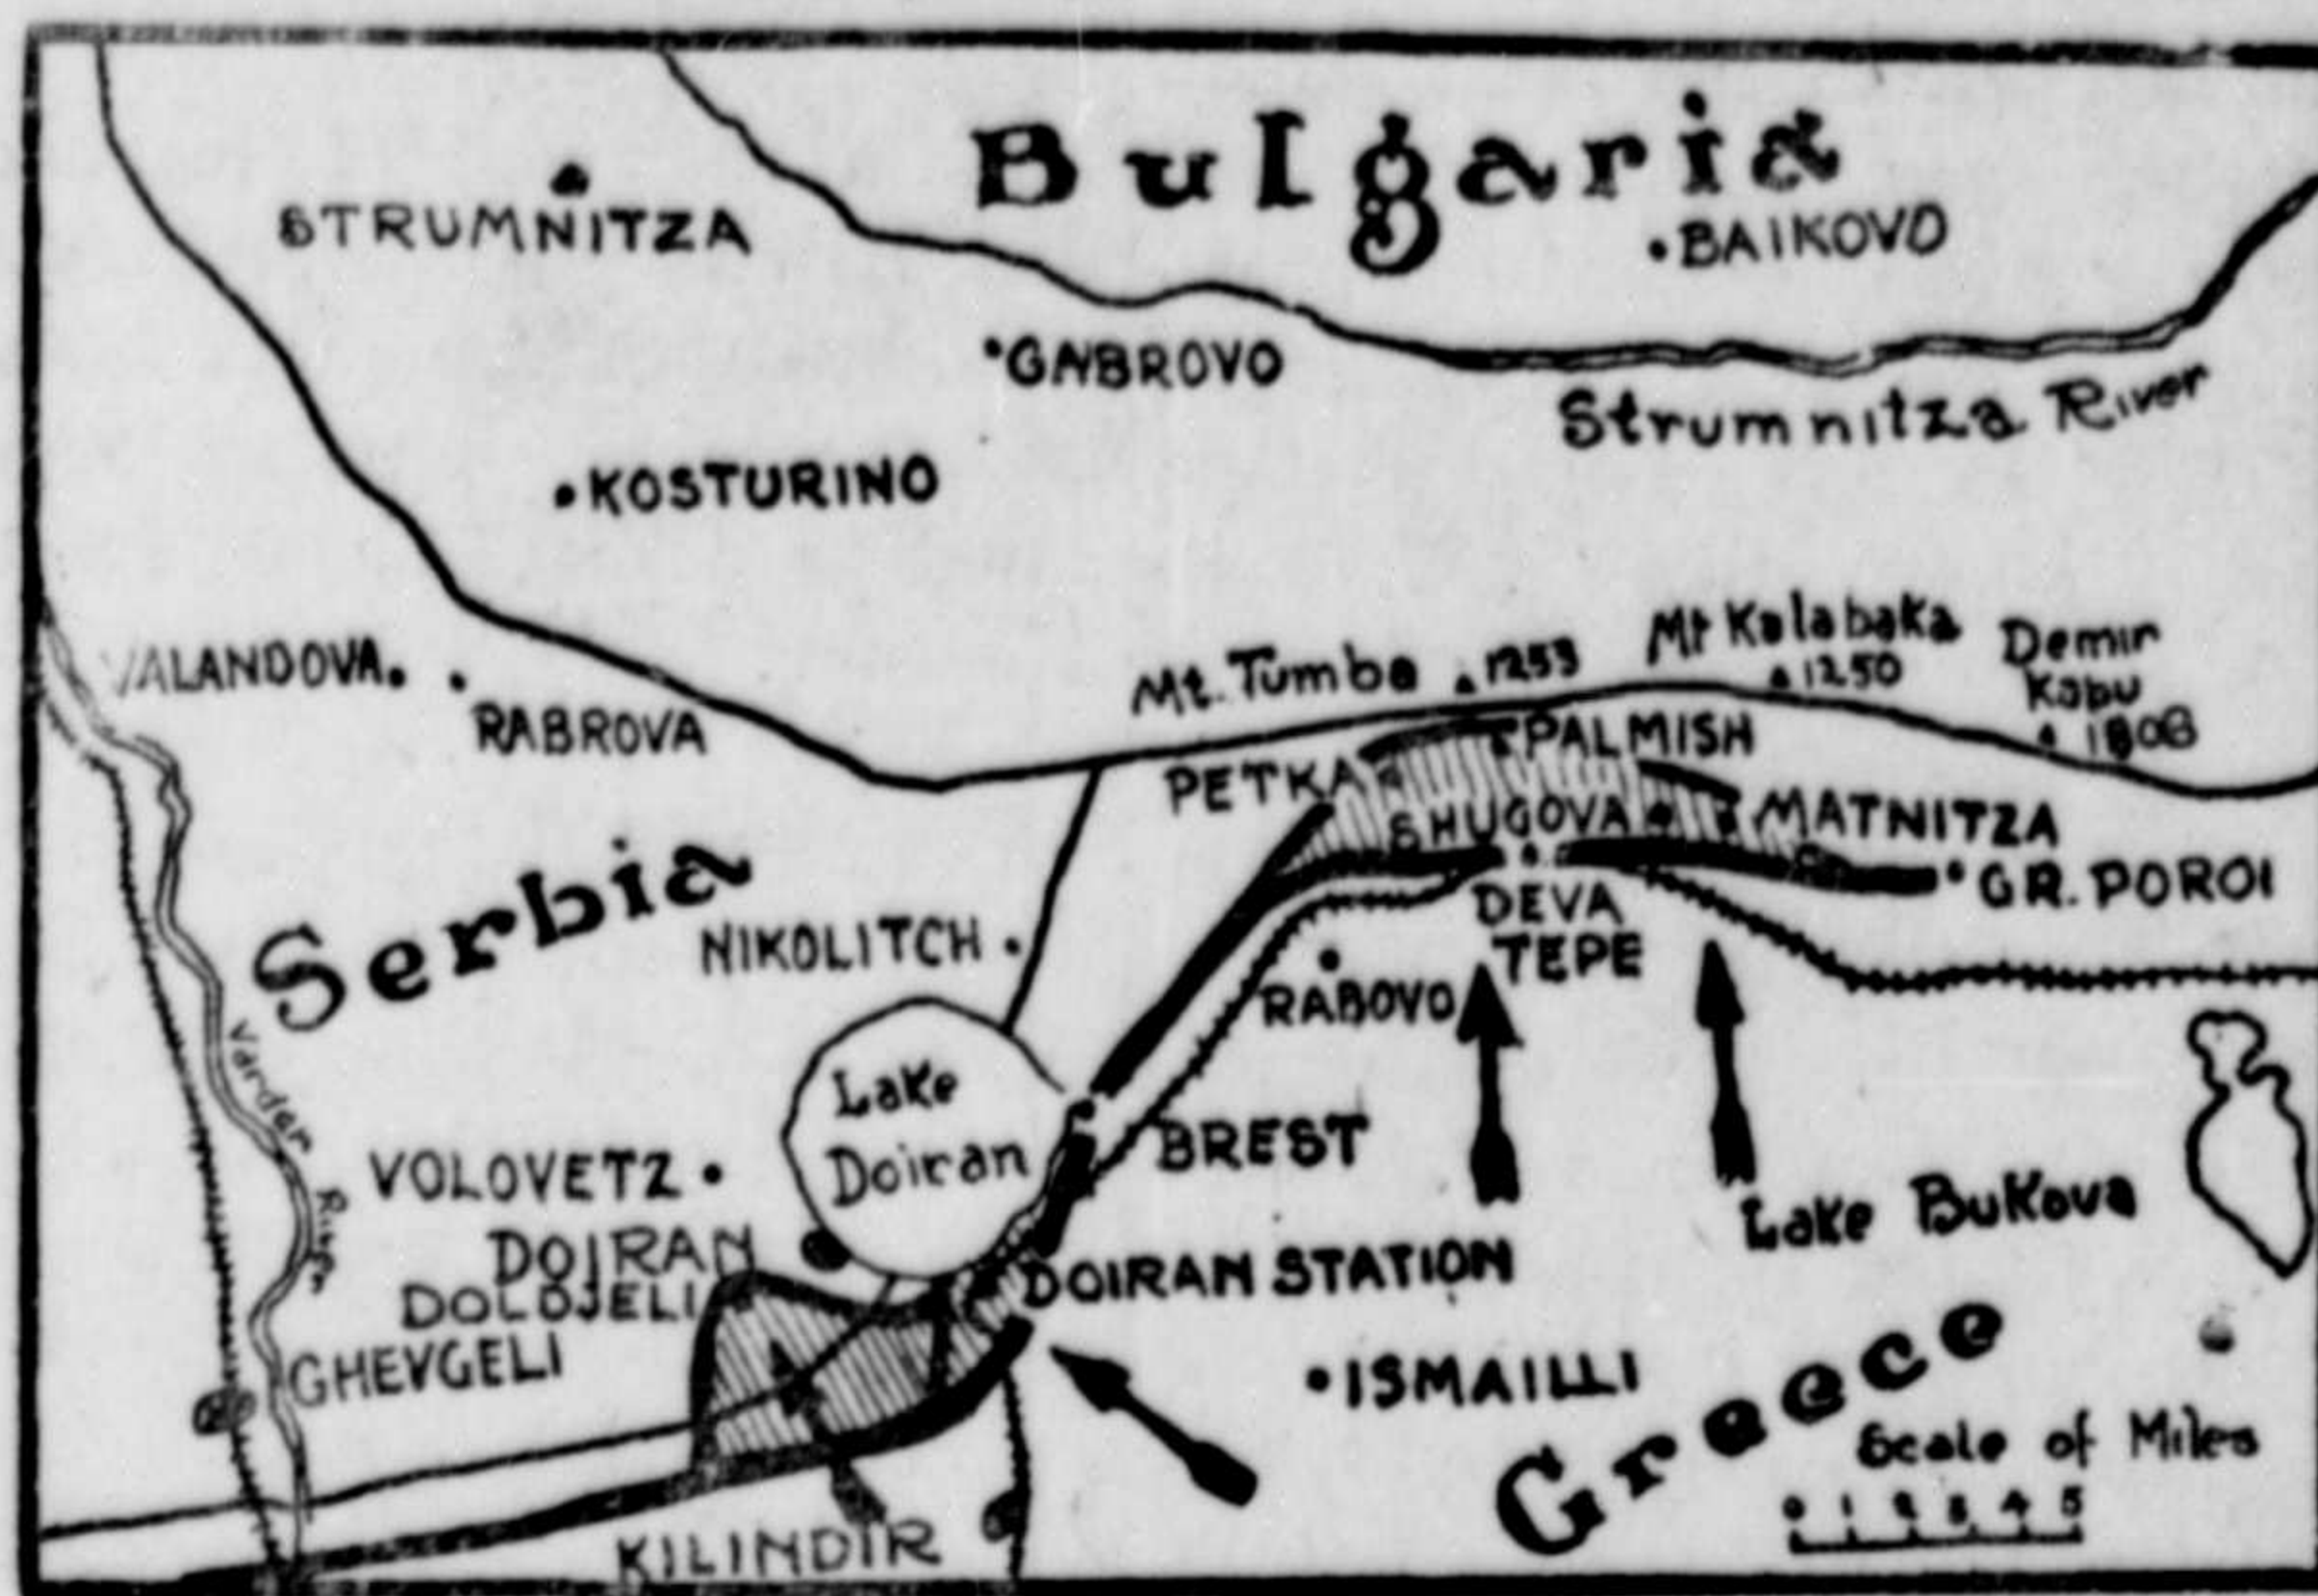 Bulgaria
STRUMNITZA
BAIKOVO
GABROVO
Strumnitza River
KOSTURINO
Mt. Tumba 1253
Mt Kalabaka
1250
Demir
Kapu
1808
VALANDOVA.
RABROVA
PALMISH
PETKA
SHUGOVA
MATNITZA
GR. POROI
Serbia
NIKOLITCH
DEVA
TEPE
RABOVO
Vardar River
Lake
Doiran
BREST
VOLOVETZ
Lake Bukova
DOIRAN
DOLOJELI
DOIRAN STATION
GHEVGELI
ISMAILLI
Greece
Scale of Miles
0 1 2 3 4 5
KILINDIR